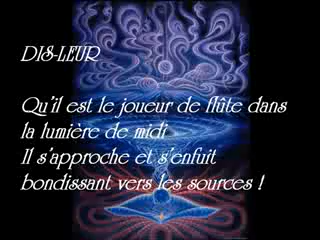 DIS-LEUR
Qu'il est le joueur de flûte dans
la lumière de midi
Il s'approche et s'enfuit
bondissant vers les sources !